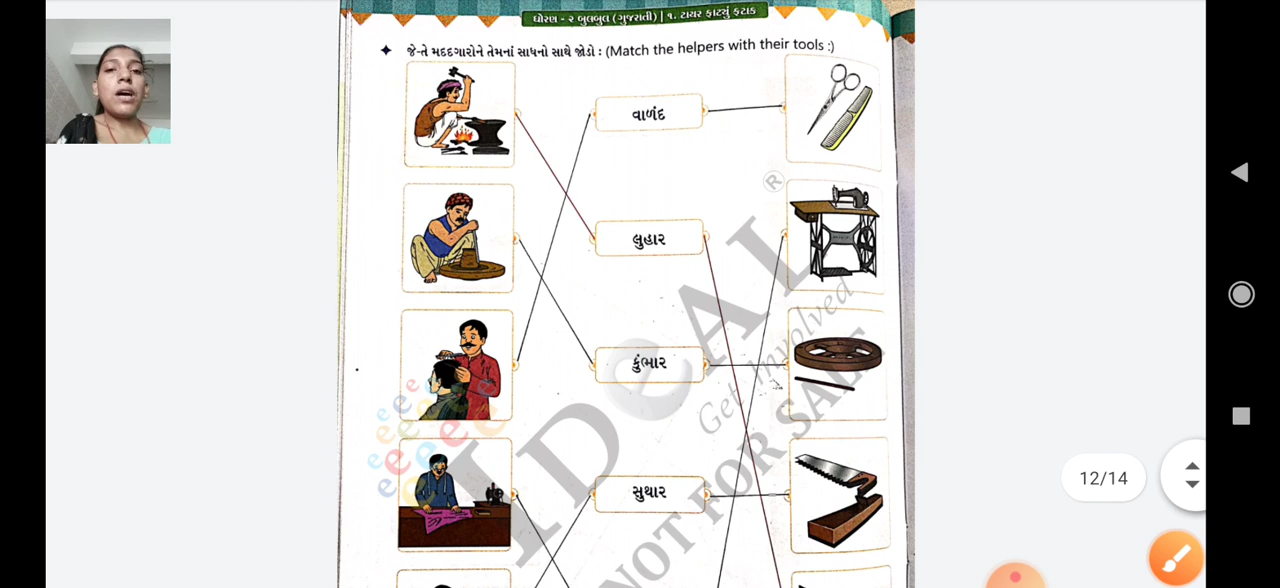 ધોરણ - ૨ બુલબુલ (ગુજરાતી) | ૧. ટાયર ફાટ્યું ફટાક
જે-તે મદદગારોને તેમનાં સાધનો સાથે જોડો : (Match the helpers with their tools :)
વાળંદ
લુહાર
કુંભાર
સુથાર
IDeAL ®
Get involved
NOT FOR SALE
12/14